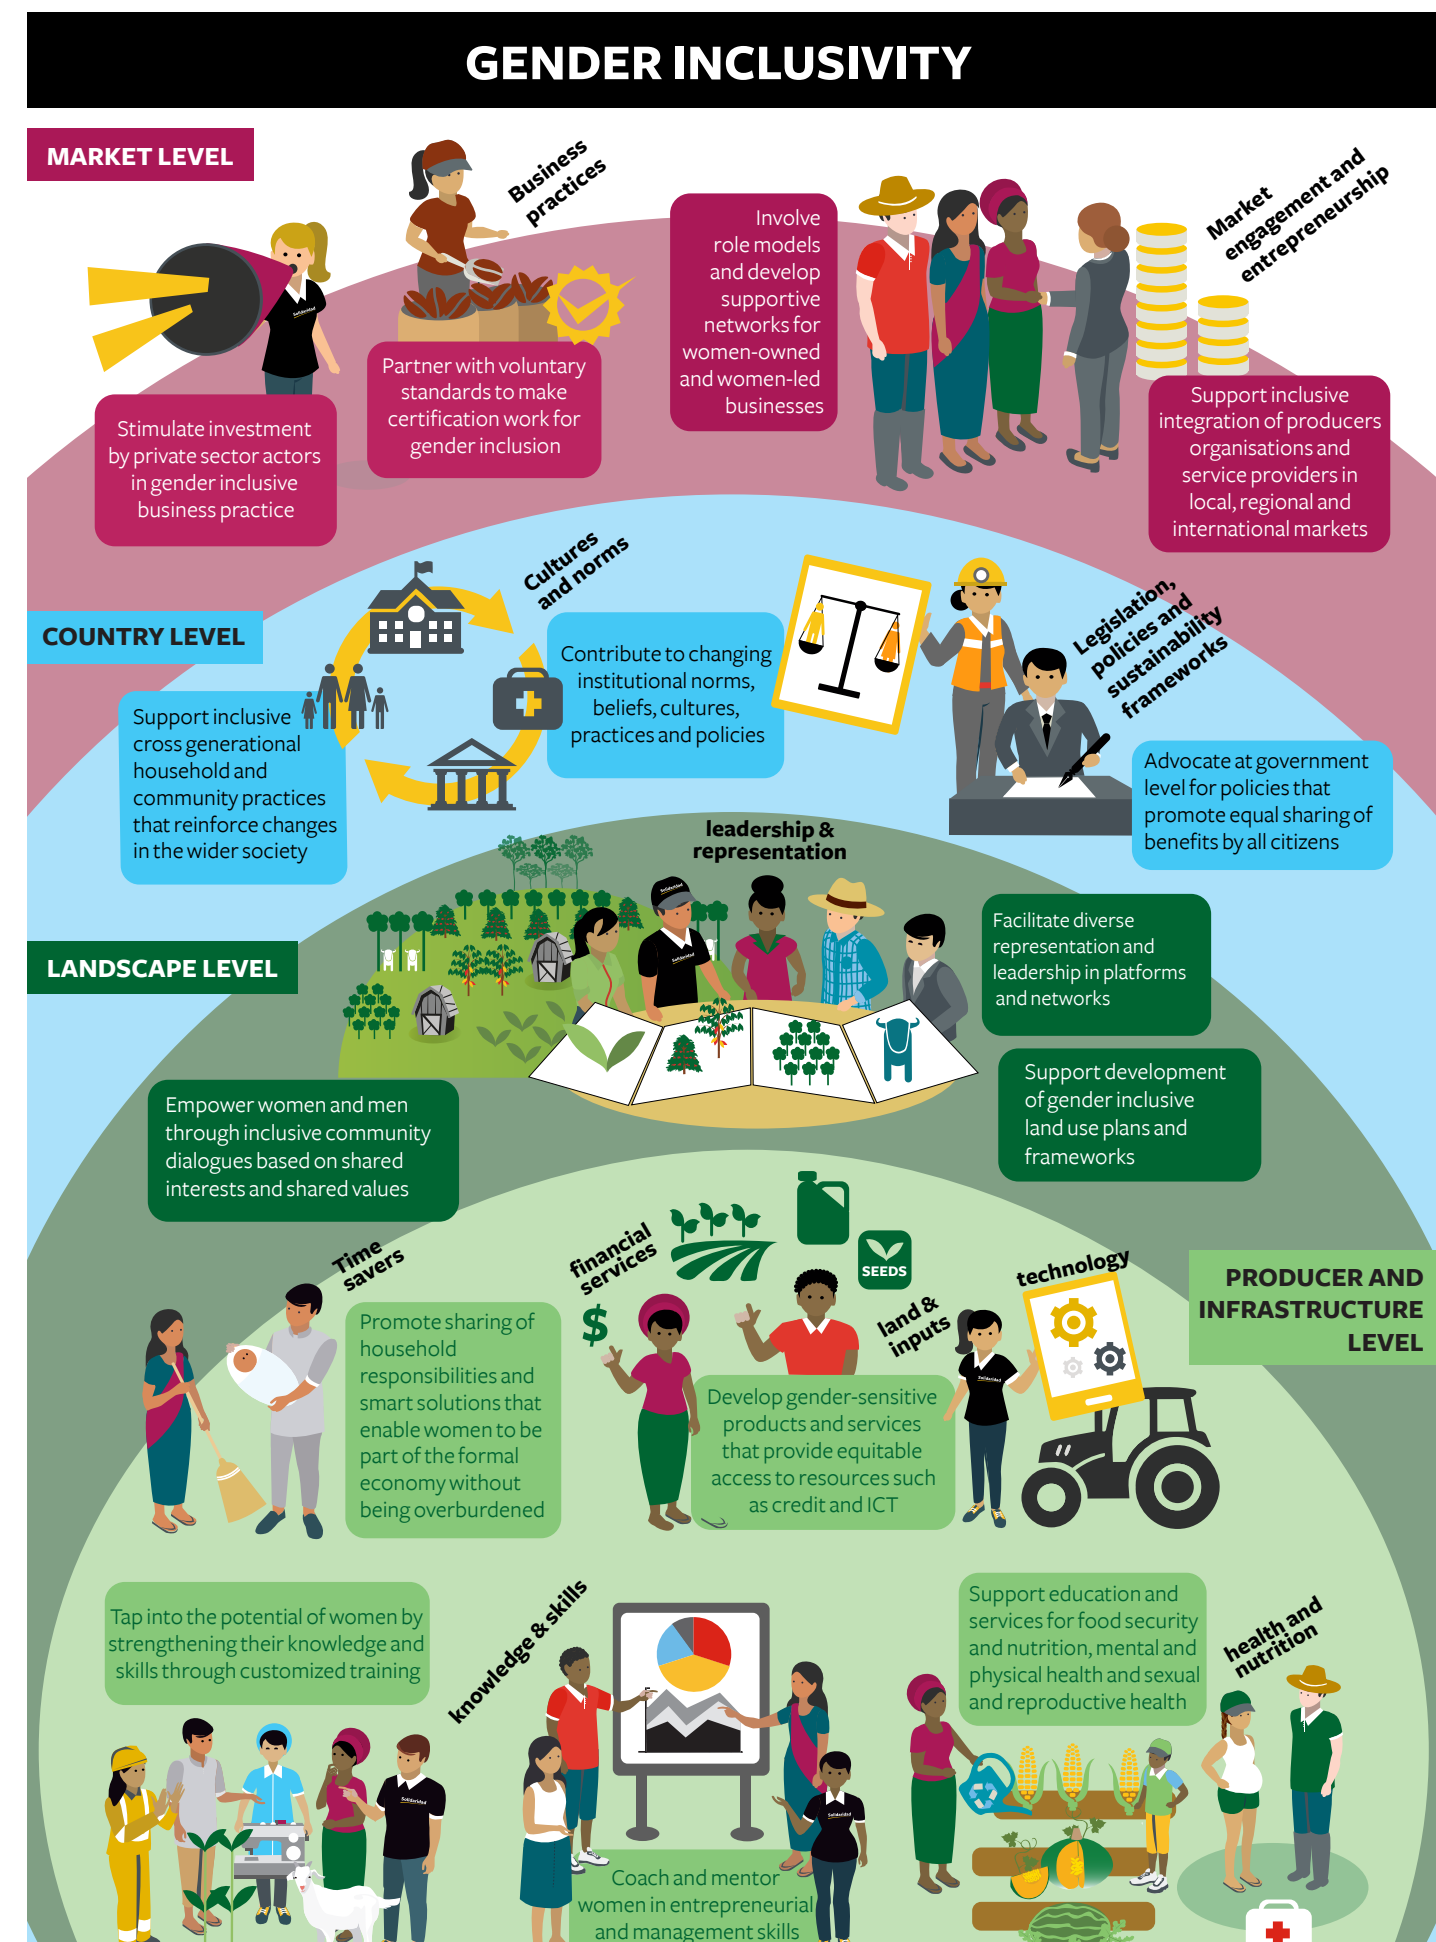 GENDER INCLUSIVITY
MARKET LEVEL
Business
practices
Market
engagement and
entrepreneurship
Solidaridad
Stimulate investment
by private sector actors
in gender inclusive
business practice
Partner with voluntary
standards to make
certification work for
gender inclusion
Involve
role models
and develop
supportive
networks for
women-owned
and women-led
businesses
Support inclusive
integration of producers
organisations and
service providers in
local, regional and
international markets
COUNTRY LEVEL
Cultures
and norms
Legislation,
policies and
sustainability
frameworks
Support inclusive
cross generational
household and
community practices
that reinforce changes
in the wider society
Contribute to changing
institutional norms,
beliefs, cultures,
practices and policies
Advocate at government
level for policies that
promote equal sharing of
benefits by all citizens
LANDSCAPE LEVEL
leadership &
representation
Solidaridad
Solidaridad
Facilitate diverse
representation and
leadership in platforms
and networks
Support development
of gender inclusive
land use plans and
frameworks
Empower women and men
through inclusive community
dialogues based on shared
interests and shared values
PRODUCER AND
INFRASTRUCTURE
LEVEL
Time
savers
financial
services
$
SEEDS
land &
inputs
technology
Solidaridad
Promote sharing of
household
responsibilities and
smart solutions that
enable women to be
part of the formal
economy without
being overburdened
Develop gender-sensitive
products and services
that provide equitable
access to resources such
as credit and ICT
Tap into the potential of women by
strengthening their knowledge and
skills through customized training
knowledge & skills
Support education and
services for food security
and nutrition, mental and
physical health and sexual
and reproductive health
health and
nutrition
Solidaridad
Solidaridad
Coach and mentor
women in entrepreneurial
and management skills